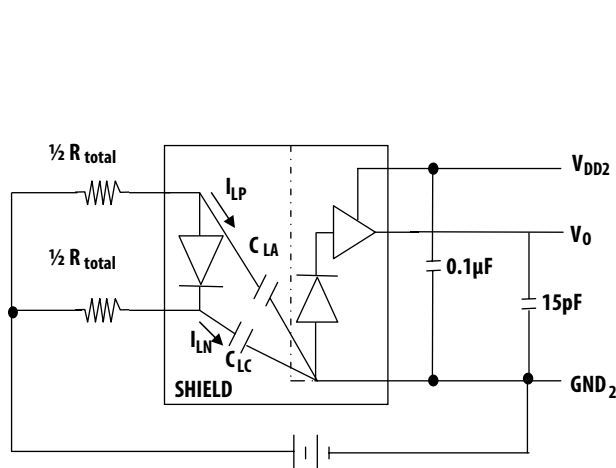 ½ R total
I LP
V DD2
C LA
V O
½ R total
0.1µF
15pF
I LN
C LC
SHIELD
GND 2